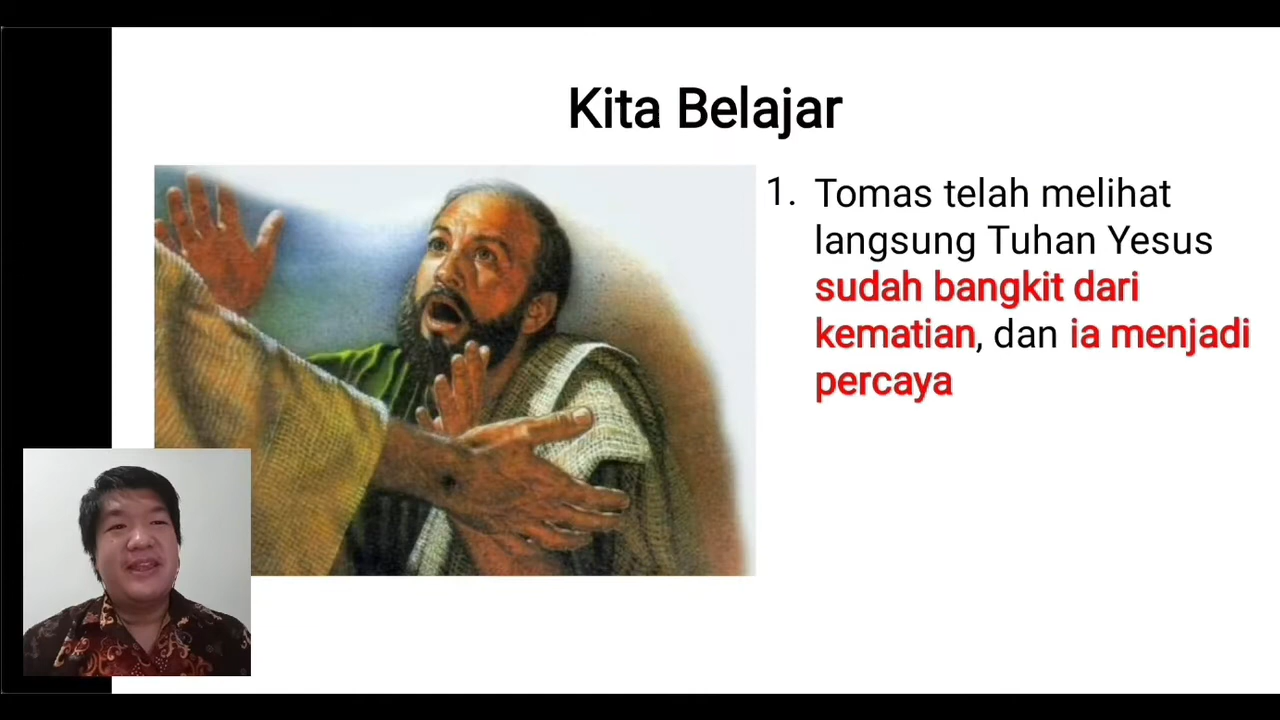 Kita Belajar
1. Tomas telah melihat
langsung Tuhan Yesus
sudah bangkit dari
kematian, dan ia menjadi
percaya